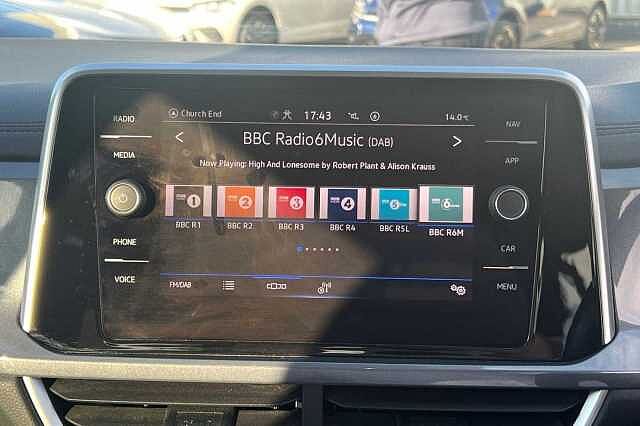 RADIO
MEDIA
PHONE
VOICE
Church End 17:43 14.0°C
BBC Radio6Music (DAB)
Now Playing: High And Lonesome by Robert Plant & Alison Krauss
1 2 3 4 5 6
BBC R1 BBC R2 BBC R3 BBC R4 BBC R5L BBC R6M
FM/DAB
NAV
APP
CAR
MENU